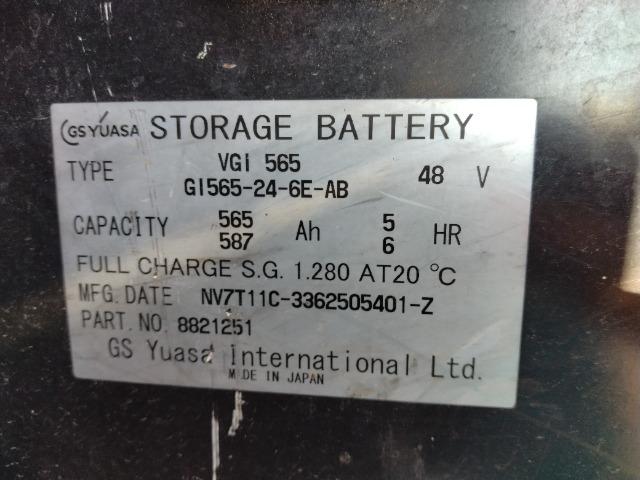 GS YUASA STORAGE BATTERY
TYPE VGI 565 48 V
GI565-24-6E-AB
CAPACITY 565 Ah 5 HR
587 6
FULL CHARGE S.G. 1.280 AT20 °C
MFG. DATE NV7T11C-3362505401-Z
PART. NO. 8821251
GS Yuasa International Ltd.
MADE IN JAPAN